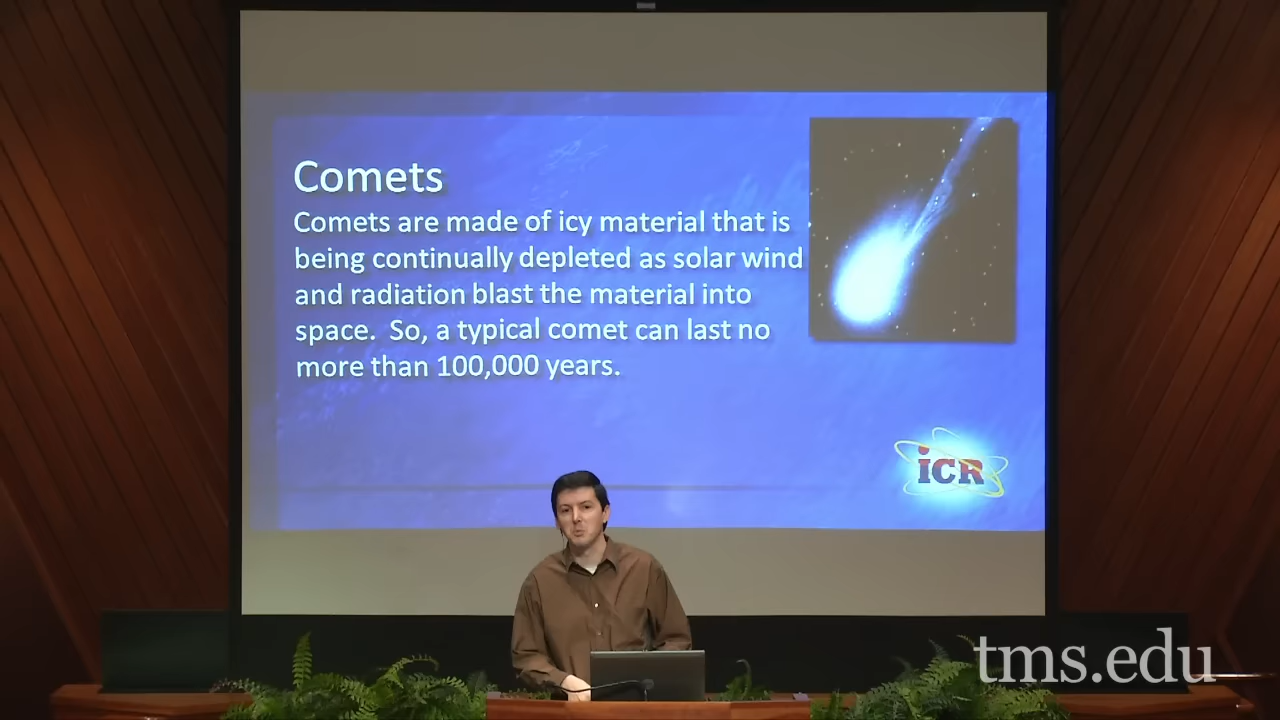 Comets
Comets are made of icy material that is
being continually depleted as solar wind
and radiation blast the material into
space. So, a typical comet can last no
more than 100,000 years.
iCR
tms.edu